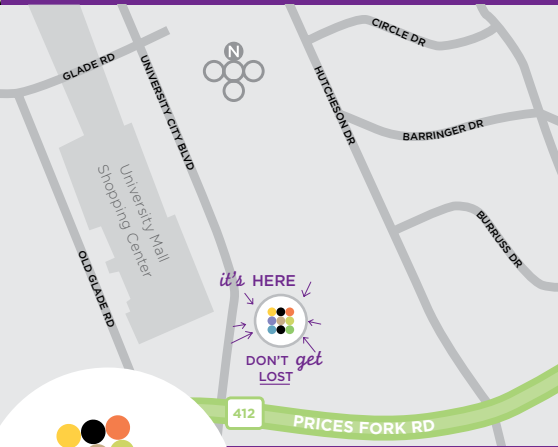 CIRCLE DR
N
GLADE RD
UNIVERSITY CITY BLVD
HUTCHESON DR
BARRINGER DR
University Mall
Shopping Center
BURRUSS DR
OLD GLADE RD
it's HERE
DON'T get
LOST
412
PRICES FORK RD